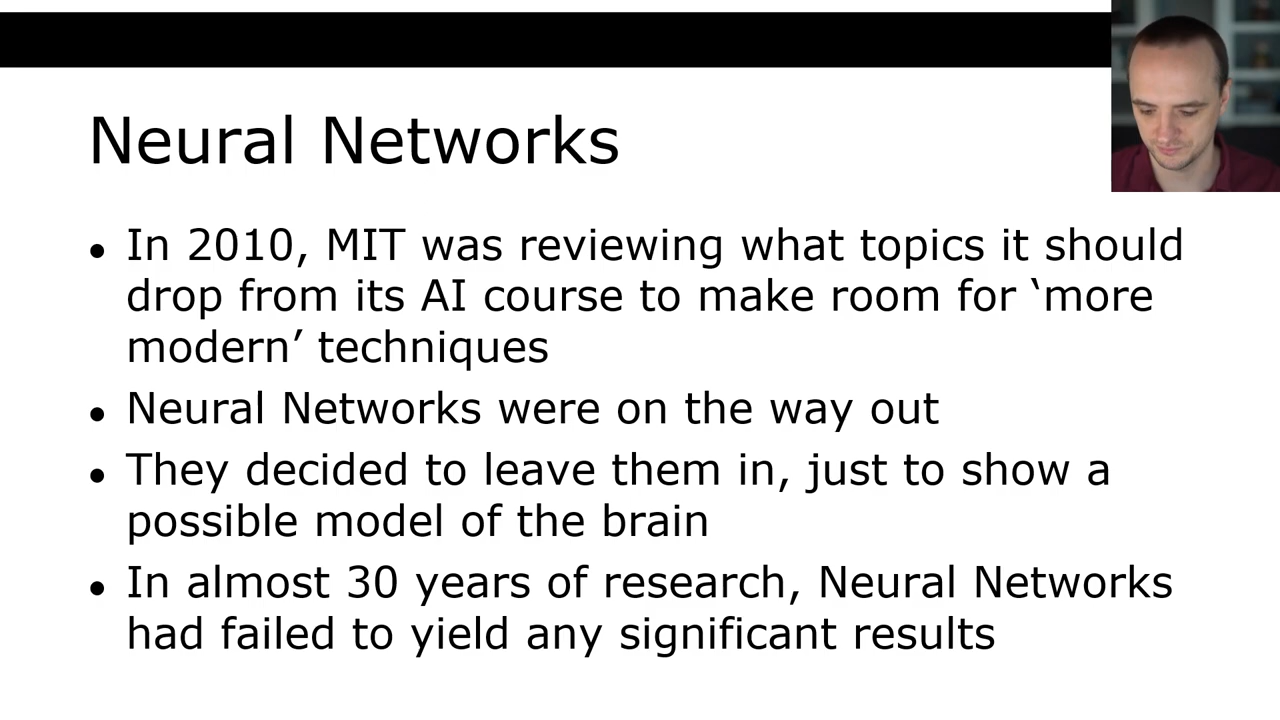 Neural Networks
● In 2010, MIT was reviewing what topics it should
drop from its AI course to make room for ‘more
modern’ techniques
● Neural Networks were on the way out
● They decided to leave them in, just to show a
possible model of the brain
● In almost 30 years of research, Neural Networks
had failed to yield any significant results